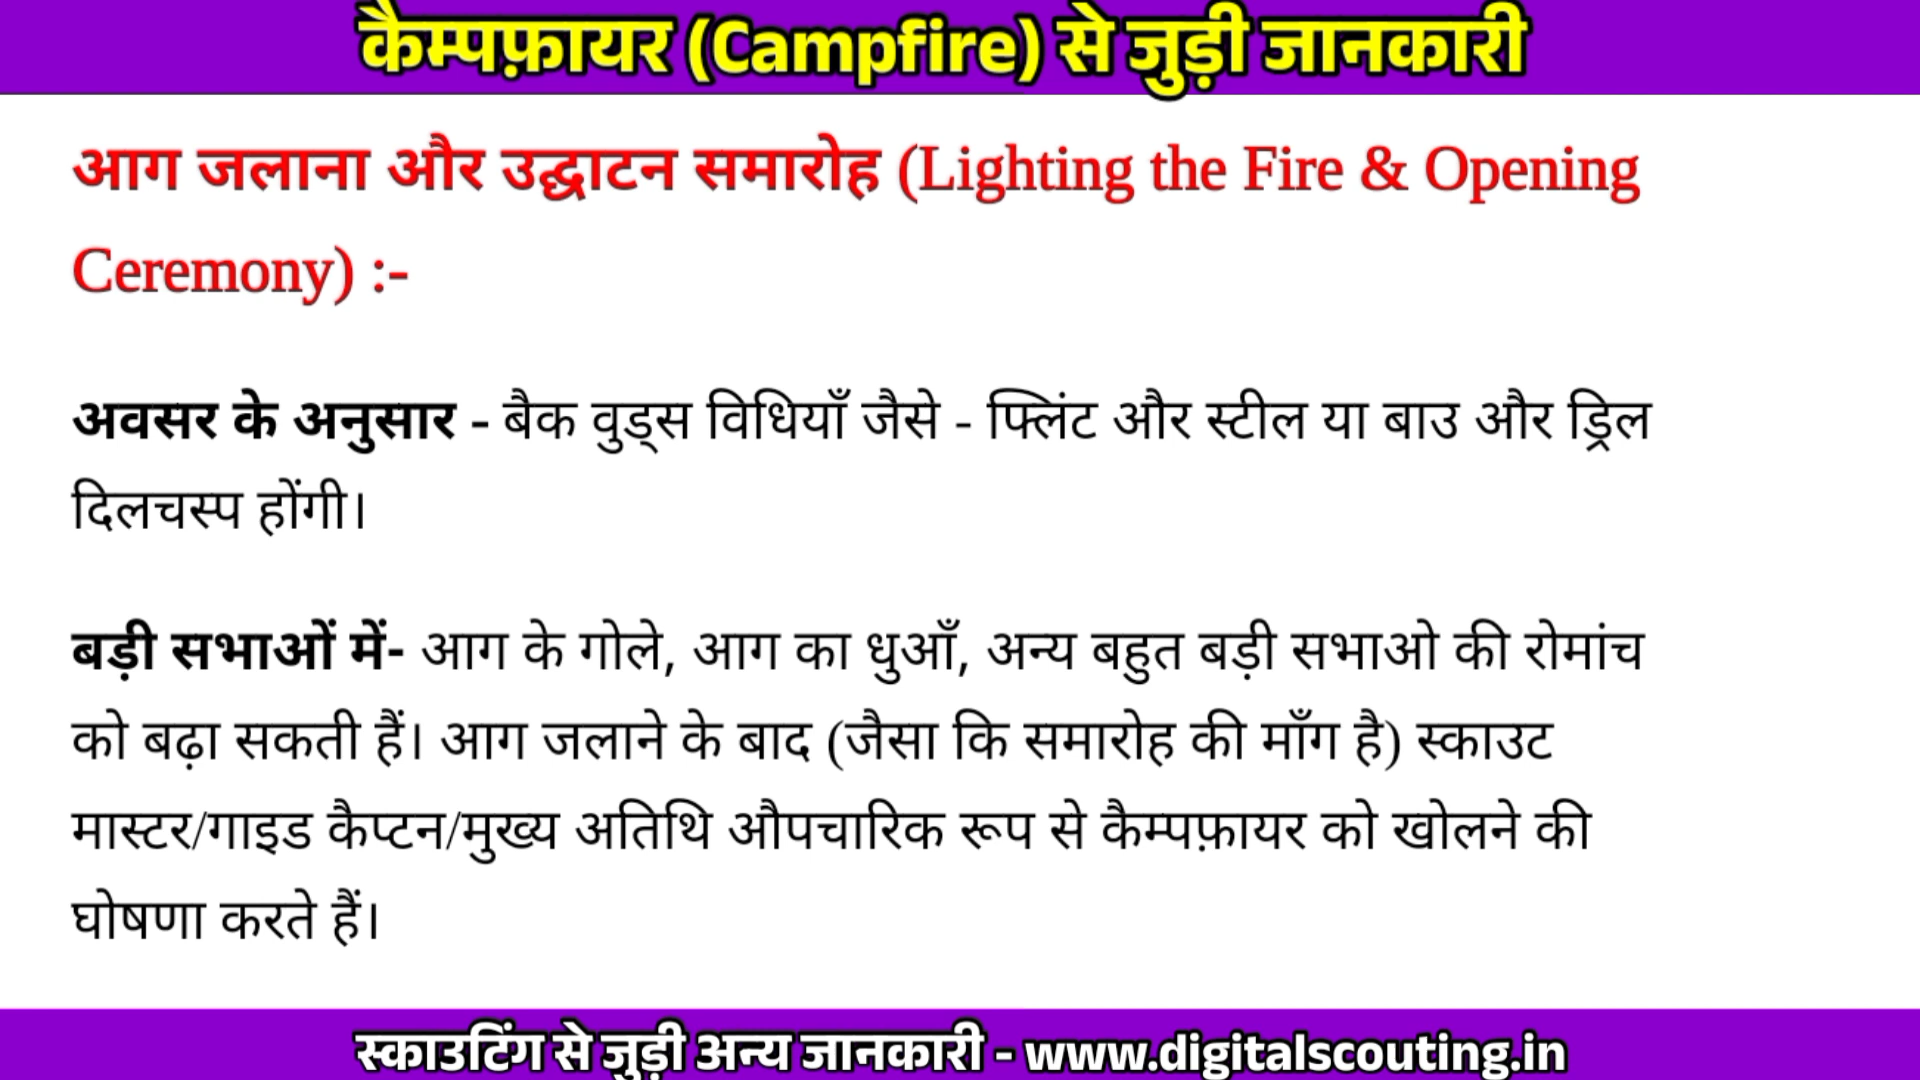 कैम्पफ़ायर (Campfire) से जुड़ी जानकारी
आग जलाना और उद्घाटन समारोह (Lighting the Fire & Opening
Ceremony) :-
अवसर के अनुसार - बैक वुड्स विधियाँ जैसे - फ्लिंट और स्टील या बाउ और ड्रिल
दिलचस्प होंगी।
बड़ी सभाओं में- आग के गोले, आग का धुआँ, अन्य बहुत बड़ी सभाओ की रोमांच
को बढ़ा सकती हैं। आग जलाने के बाद (जैसा कि समारोह की माँग है) स्काउट
मास्टर/गाइड कैप्टन/मुख्य अतिथि औपचारिक रूप से कैम्पफ़ायर को खोलने की
घोषणा करते हैं।
स्काउटिंग से जुड़ी अन्य जानकारी - www.digitalscouting.in